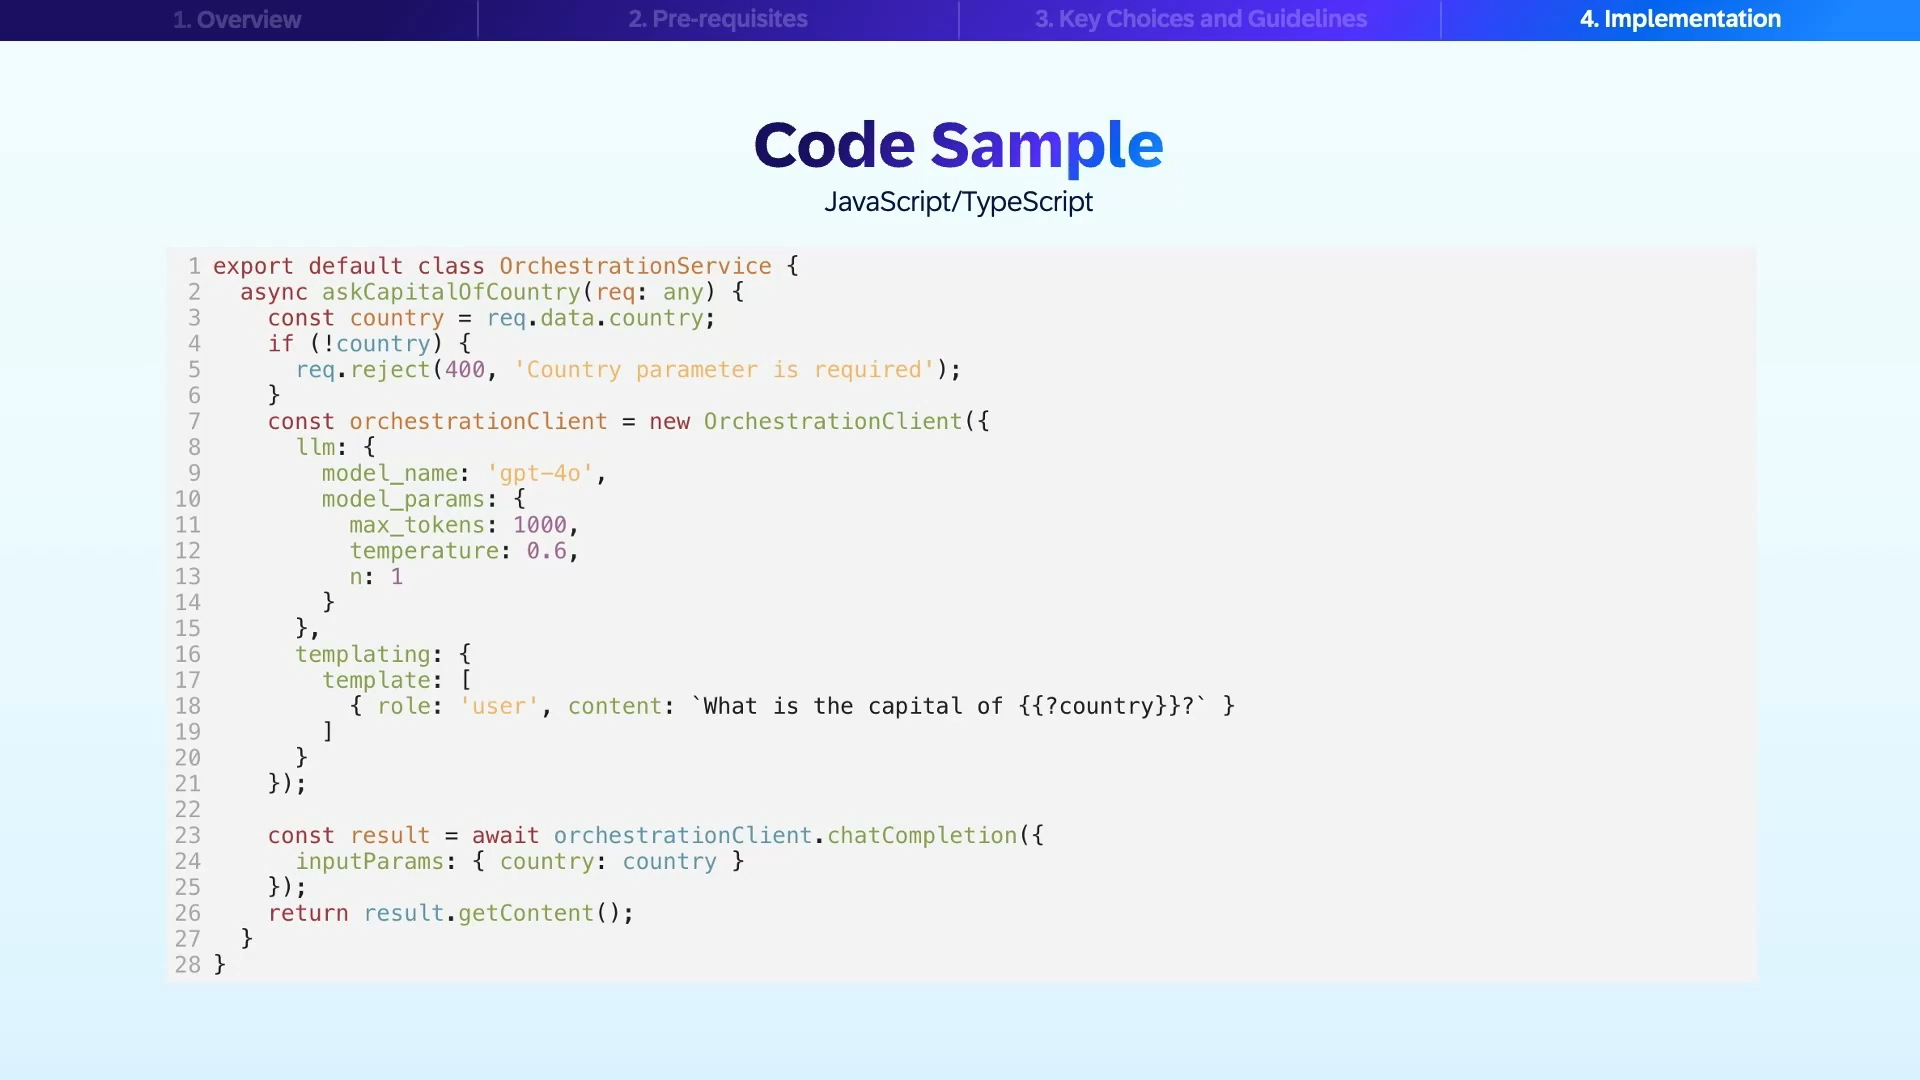 1. Overview
2. Pre-requisites
3. Key Choices and Guidelines
4. Implementation
Code Sample
JavaScript/TypeScript
1 export default class OrchestrationService {
2   async askCapitalOfCountry(req: any) {
3     const country = req.data.country;
4     if (!country) {
5       req.reject(400, 'Country parameter is required');
6     }
7     const orchestrationClient = new OrchestrationClient({
8       llm: {
9         model_name: 'gpt-4o',
10         model_params: {
11           max_tokens: 1000,
12           temperature: 0.6,
13           n: 1
14         }
15       },
16       templating: {
17         template: [
18           { role: 'user', content: `What is the capital of {{?country}}?` }
19         ]
20       }
21     });
22
23     const result = await orchestrationClient.chatCompletion({
24       inputParams: { country: country }
25     });
26     return result.getContent();
27   }
28 }